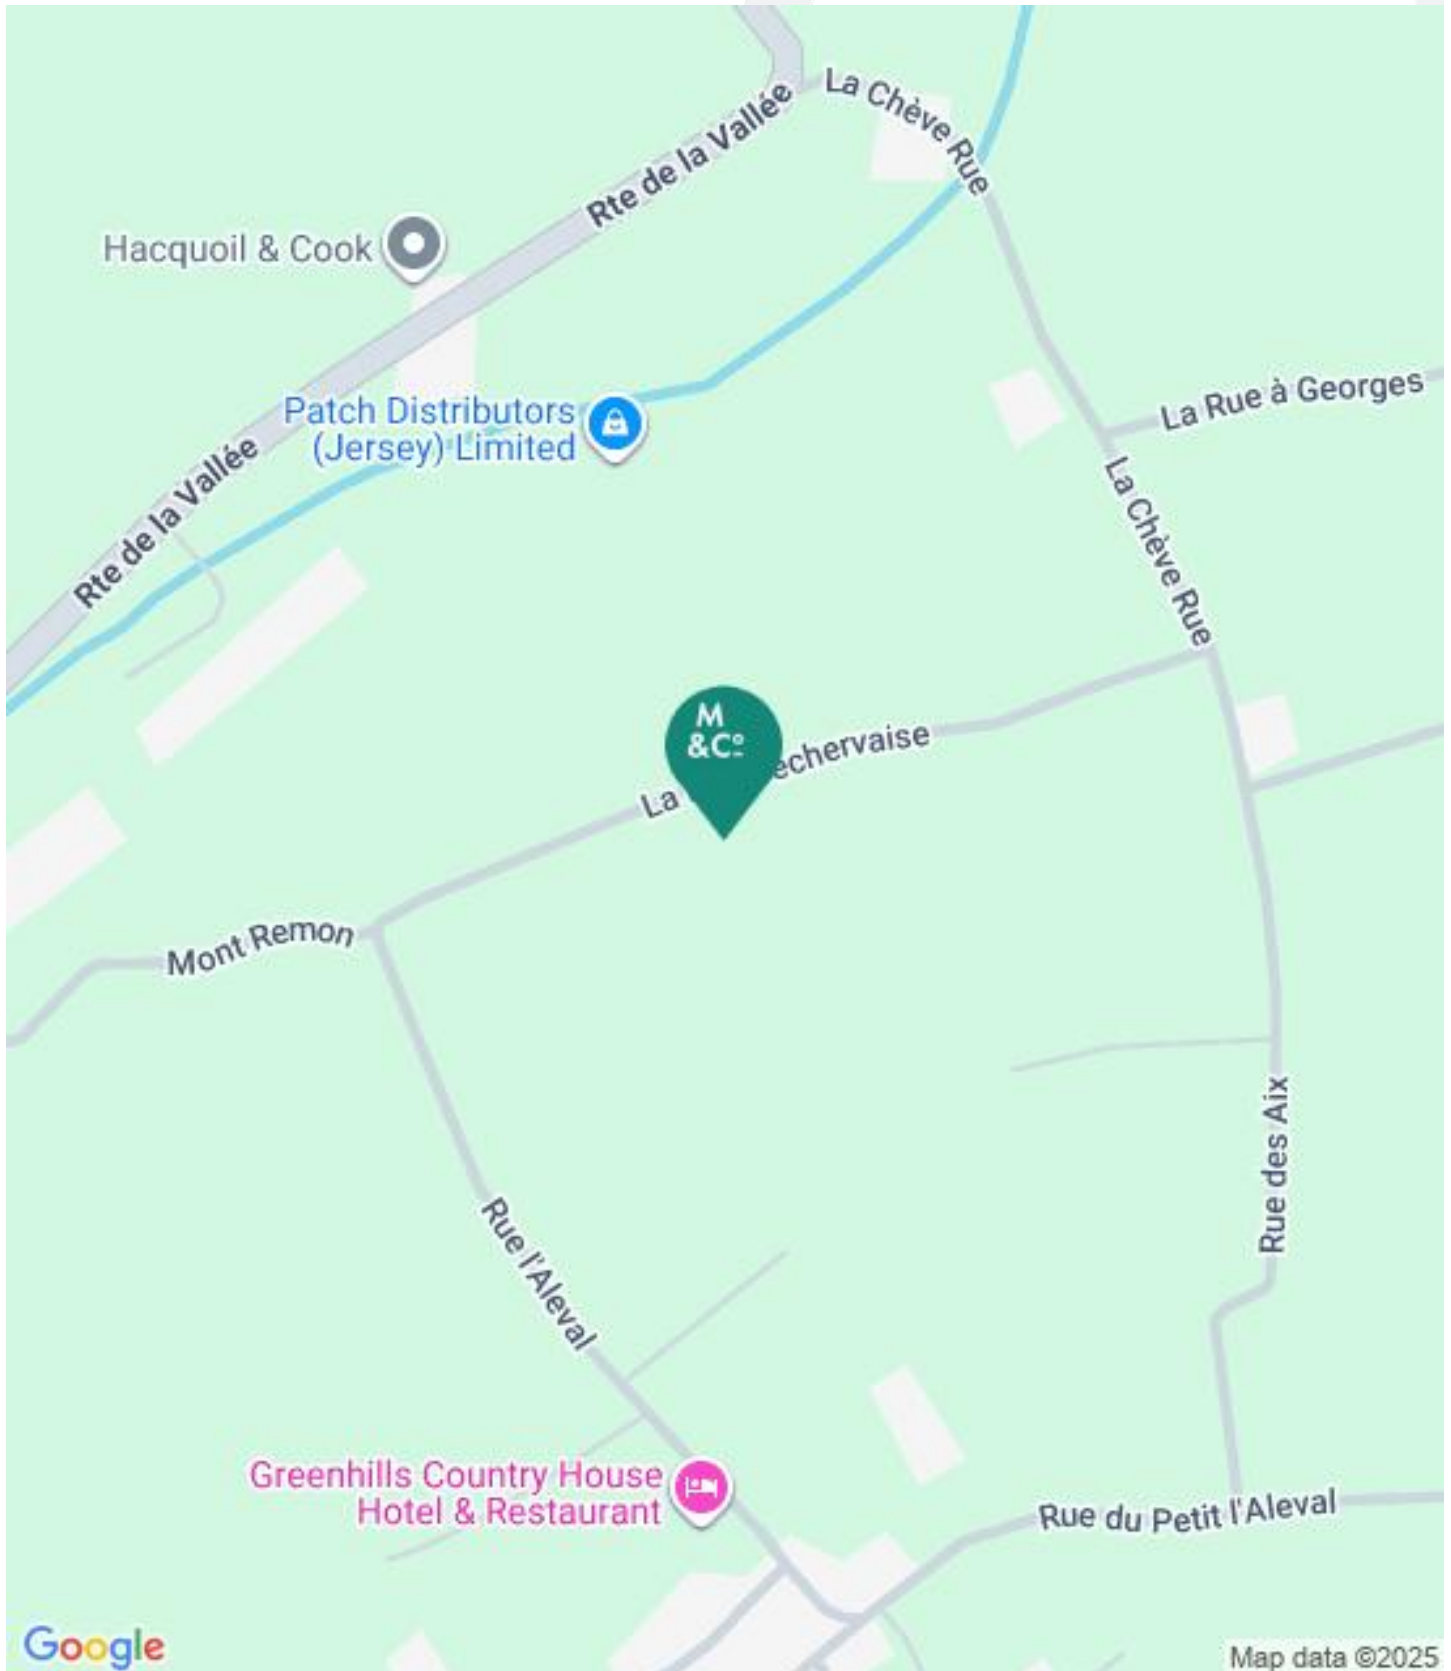 La Chève Rue
Rte de la Vallée
Hacquoil & Cook
La Rue à Georges
Patch Distributors
(Jersey) Limited
Rte de la Vallée
La Chève Rue
M
&Cº
La
echervaise
Mont Remon
Rue des Aix
Rue l'Aleval
Greenhills Country House
Hotel & Restaurant
Rue du Petit l'Aleval
Google
Map data ©2025